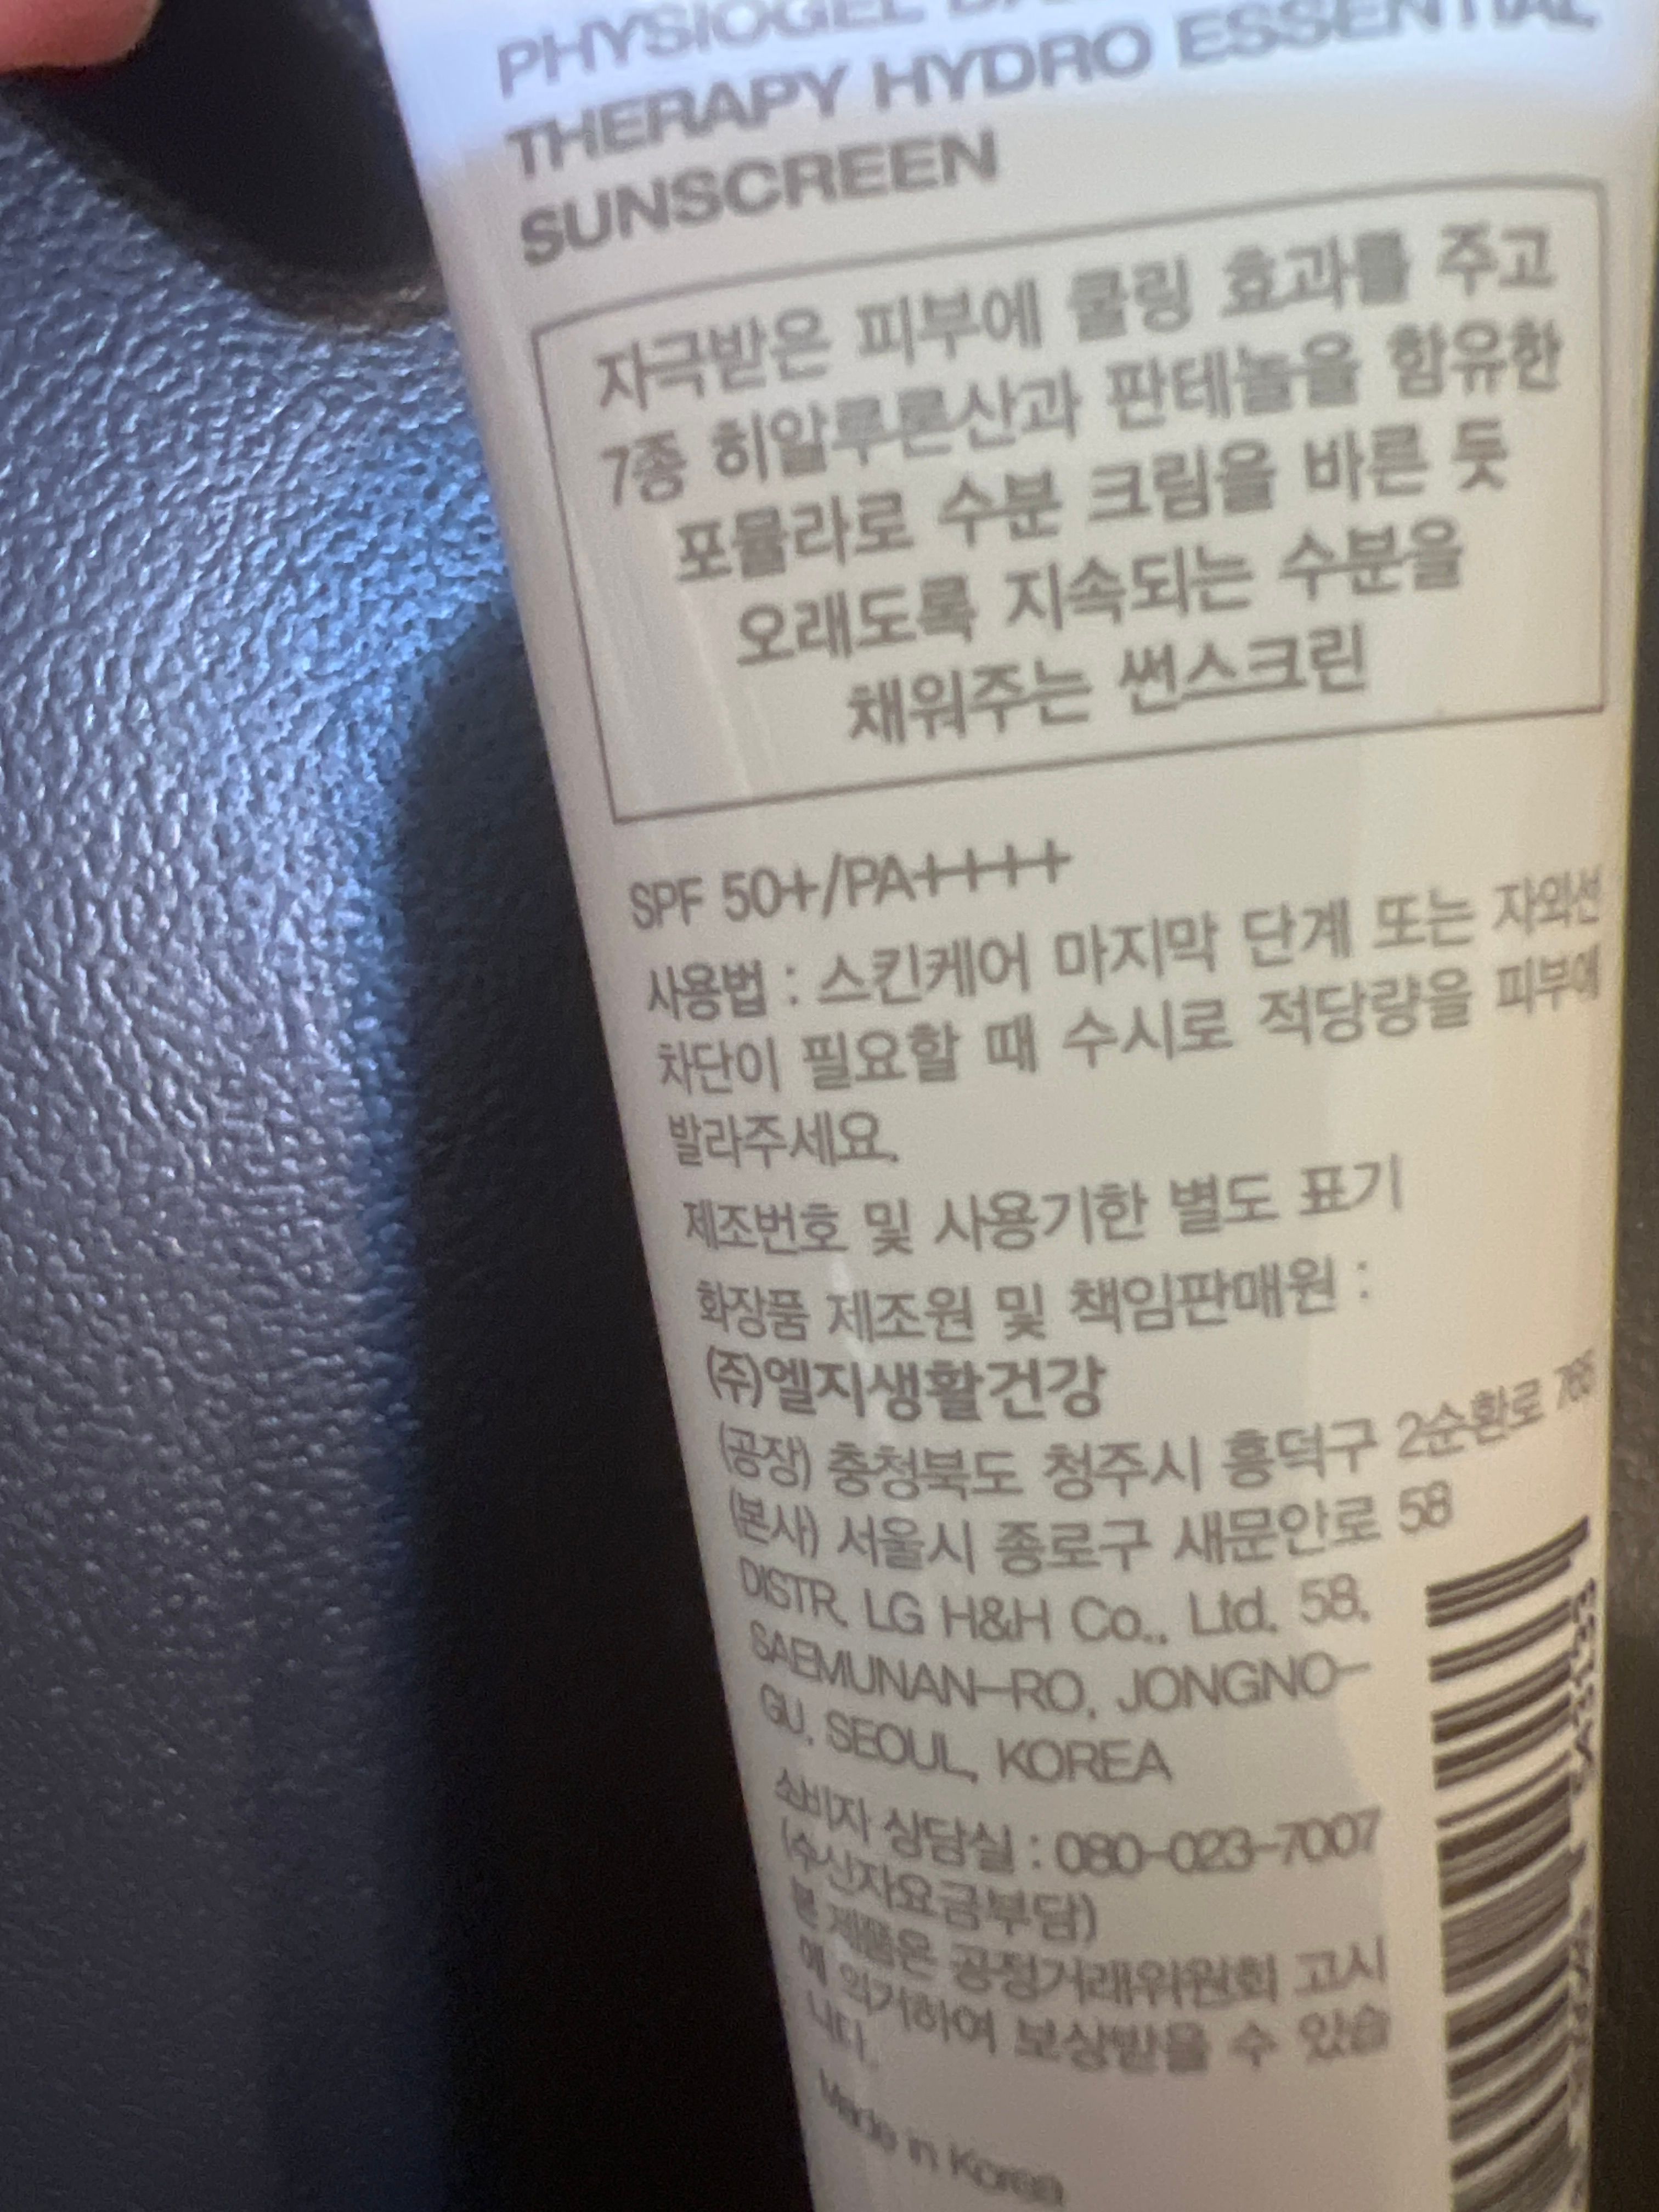 PHYSIOGEL
THERAPY HYDRO ESSENTIAL
SUNSCREEN
자극받은 피부에 쿨링 효과를 주고
7종 히알루론산과 판테놀을 함유한
포뮬라로 수분 크림을 바른 듯
오래도록 지속되는 수분을
채워주는 썬스크린
SPF 50+/PA++++
사용법 : 스킨케어 마지막 단계 또는 자외선
차단이 필요할 때 수시로 적당량을 피부에
발라주세요.
제조번호 및 사용기한 별도 표기
화장품 제조원 및 책임판매원 :
(주)엘지생활건강
(공장) 충청북도 청주시 흥덕구 2순환로
(본사) 서울시 종로구 새문안로 58
DISTR. LG H&H Co., Ltd. 58,
SAEMUNAN-RO, JONGNO-
GU, SEOUL, KOREA
소비자 상담실 : 080-023-7007
(수신자요금부담)
본 제품은 공정거래위원회 고시
에 의거하여 보상받을 수 있습
니다.
Made in Korea